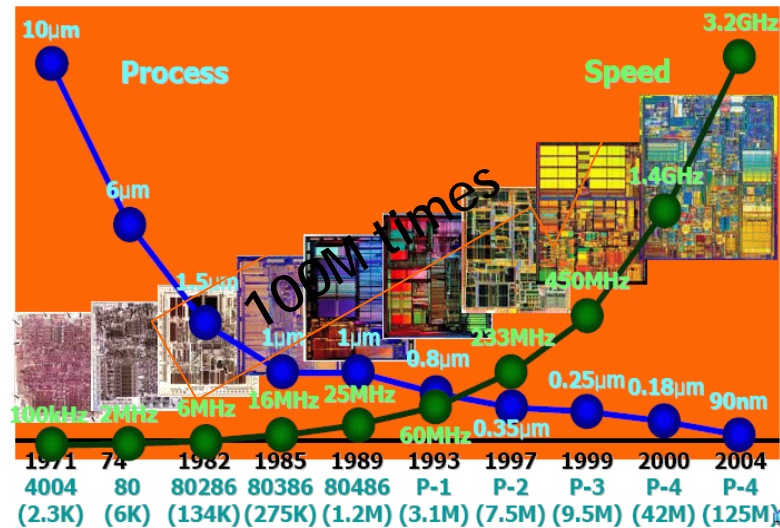 10µm
3.2GHz
Process
Speed
6µm
1.4GHz
100M times
1.5µm
450MHz
1µm
1µm
233MHz
0.8µm
100kHz
2MHz
6MHz
16MHz
25MHz
60MHz
0.35µm
0.25µm
0.18µm
90nm
1971 74 1982 1985 1989 1993 1997 1999 2000 2004
4004 80 80286 80386 80486 P-1 P-2 P-3 P-4 P-4
(2.3K) (6K) (134K) (275K) (1.2M) (3.1M) (7.5M) (9.5M) (42M) (125M)